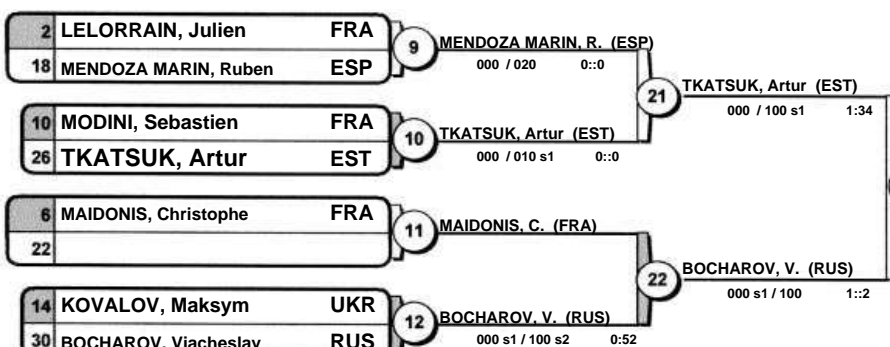 2 LELORRAIN, Julien FRA
18 MENDOZA MARIN, Ruben ESP
9
MENDOZA MARIN, R. (ESP)
000 / 020 0::0
10 MODINI, Sebastien FRA
26 TKATSUK, Artur EST
10
TKATSUK, Artur (EST)
000 / 010 s1 0::0
21
TKATSUK, Artur (EST)
000 / 100 s1 1:34
6 MAIDONIS, Christophe FRA
22
11
MAIDONIS, C. (FRA)
14 KOVALOV, Maksym UKR
30 BOCHAROV, Viacheslav RUS
12
BOCHAROV, V. (RUS)
000 s1 / 100 s2 0:52
22
BOCHAROV, V. (RUS)
000 s1 / 100 1::2